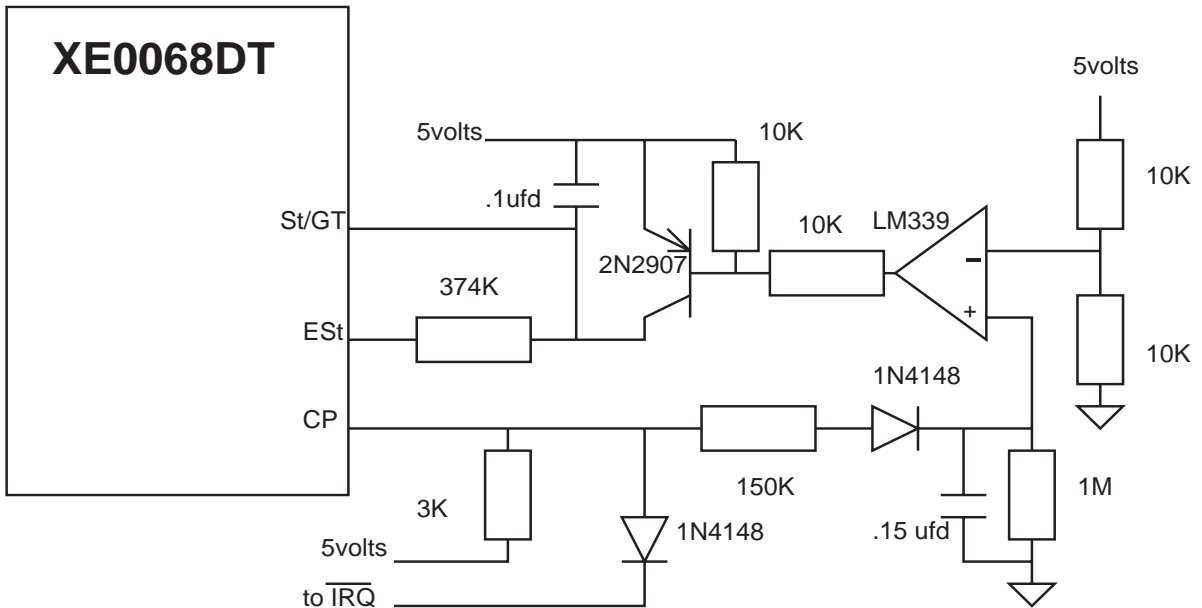 XE0068DT
5volts
5volts
10K
10K
.1ufd
St/GT
10K
LM339
2N2907
-
374K
+
ESt
10K
1N4148
CP
150K
1M
3K
1N4148
.15 ufd
5volts
to IRQ